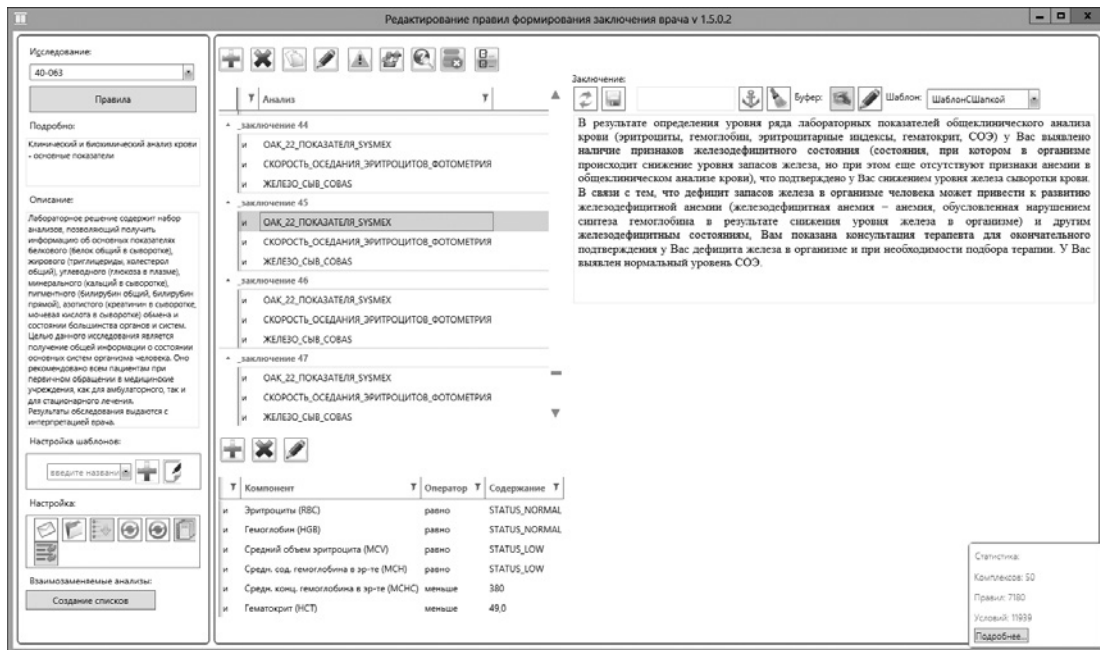 Редактирование правил формирования заключения врача v 1.5.0.2
Исследование:
40-063
Правила
Подробно:
Клинический и биохимический анализ крови
- основные показатели
Описание:
Лабораторное решение содержит набор
анализов, позволяющий получить
информацию об основных показателях
белкового (белок общий в сыворотке),
жирового (триглицериды, холестерол
общий), углеводного (глюкоза в плазме),
минерального (кальций в сыворотке),
пигментного (билирубин общий, билирубин
прямой), азотистого (креатинин в сыворотке,
мочевая кислота в сыворотке) обмена и
состоянии большинства органов и систем.
Целью данного исследования является
получение общей информации о состоянии
основных систем организма человека. Оно
рекомендовано всем пациентам при
первичном обращении в медицинские
учреждения, как для амбулаторного, так и
для стационарного лечения.
Результаты обследования выдаются с
интерпретацией врача.
Настройка шаблонов:
введите названи
Настройка:
Взаимозаменяемые анализы:
Создание списков
Анализ
_заключение 44
и ОАК_22_ПОКАЗАТЕЛЯ_SYSMEX
и СКОРОСТЬ_ОСЕДАНИЯ_ЭРИТРОЦИТОВ_ФОТОМЕТРИЯ
и ЖЕЛЕЗО_СЫВ_COBAS
_заключение 45
и ОАК_22_ПОКАЗАТЕЛЯ_SYSMEX
и СКОРОСТЬ_ОСЕДАНИЯ_ЭРИТРОЦИТОВ_ФОТОМЕТРИЯ
и ЖЕЛЕЗО_СЫВ_COBAS
_заключение 46
и ОАК_22_ПОКАЗАТЕЛЯ_SYSMEX
и СКОРОСТЬ_ОСЕДАНИЯ_ЭРИТРОЦИТОВ_ФОТОМЕТРИЯ
и ЖЕЛЕЗО_СЫВ_COBAS
_заключение 47
и ОАК_22_ПОКАЗАТЕЛЯ_SYSMEX
и СКОРОСТЬ_ОСЕДАНИЯ_ЭРИТРОЦИТОВ_ФОТОМЕТРИЯ
и ЖЕЛЕЗО_СЫВ_COBAS
Компонент Оператор Содержание
и Эритроциты (RBC) равно STATUS_NORMAL
и Гемоглобин (HGB) равно STATUS_NORMAL
и Средний объем эритроцита (MCV) равно STATUS_LOW
и Средн. сод. гемоглобина в эр-те (MCH) равно STATUS_LOW
и Средн. конц. гемоглобина в эр-те (MCHC) меньше 380
и Гематокрит (HCT) меньше 49,0
Заключение:
Буфер: Шаблон: ШаблонСШапкой
В результате определения уровня ряда лабораторных показателей общеклинического анализа
крови (эритроциты, гемоглобин, эритроцитарные индексы, гематокрит, СОЭ) у Вас выявлено
наличие признаков железодефицитного состояния (состояния, при котором в организме
происходит снижение уровня запасов железа, но при этом еще отсутствуют признаки анемии в
общеклиническом анализе крови), что подтверждено у Вас снижением уровня железа сыворотки крови.
В связи с тем, что дефицит запасов железа в организме человека может привести к развитию
железодефицитной анемии (железодефицитная анемия – анемия, обусловленная нарушением
синтеза гемоглобина в результате снижения уровня железа в организме) и другим
железодефицитным состояниям, Вам показана консультация терапевта для окончательного
подтверждения у Вас дефицита железа в организме и при необходимости подбора терапии. У Вас
выявлен нормальный уровень СОЭ.
Статистика:
Комплексов: 50
Правил: 7180
Условий: 11939
Подробнее...